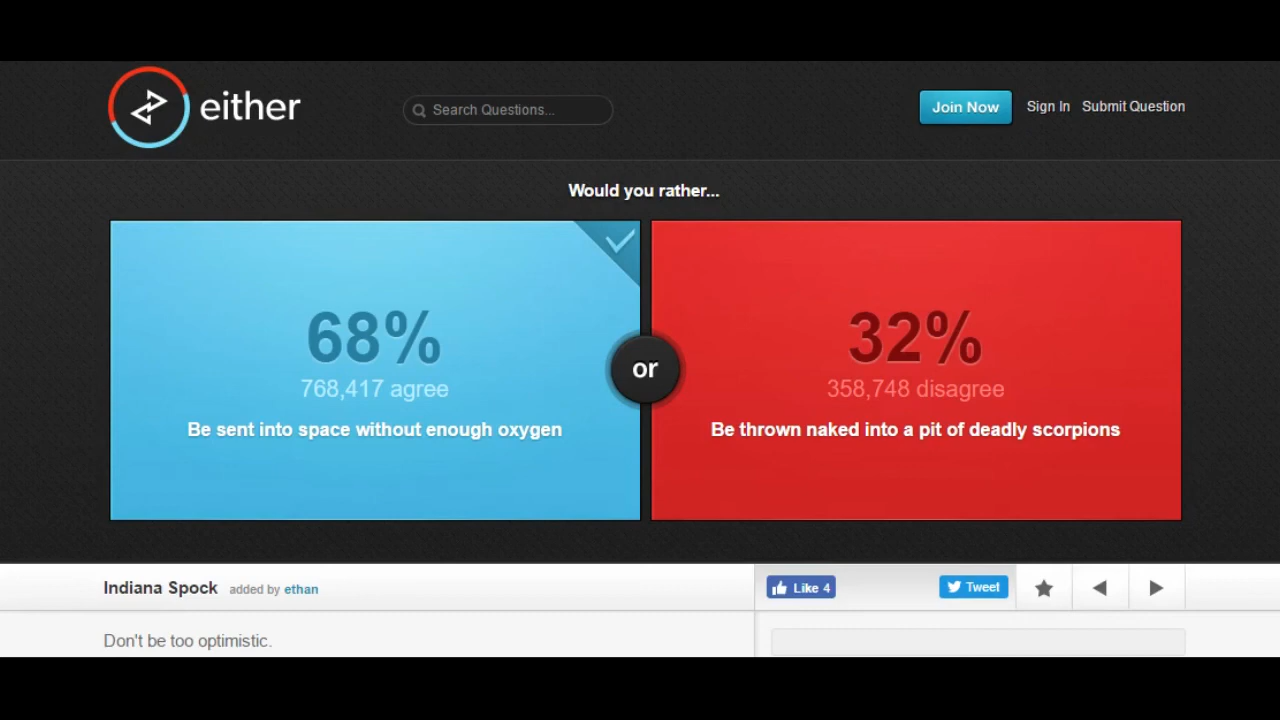 either
Search Questions...
Join Now
Sign In
Submit Question
Would you rather...
68%
768,417 agree
Be sent into space without enough oxygen
or
32%
358,748 disagree
Be thrown naked into a pit of deadly scorpions
Indiana Spock added by ethan
Like 4
Tweet
Don't be too optimistic.